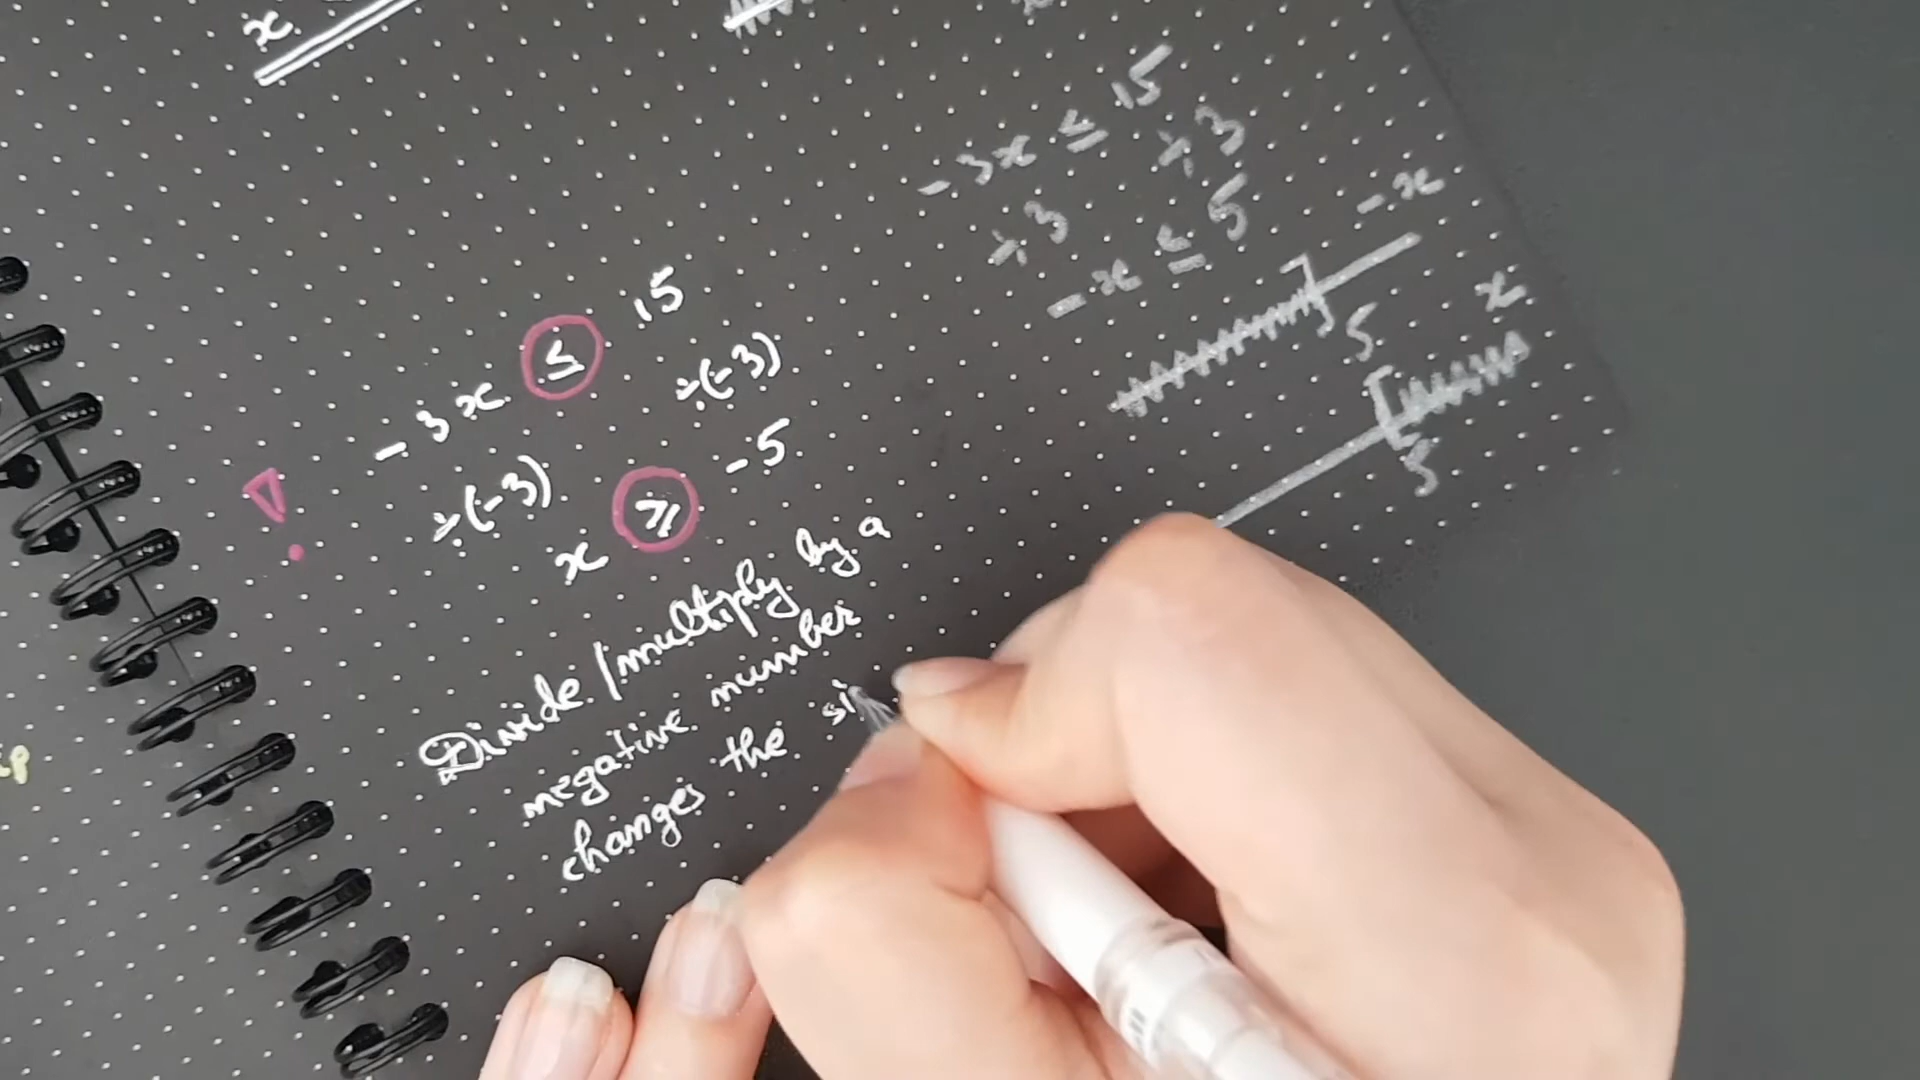 x
-3x ≤ 15
÷(-3) ÷(-3)
x ≥ -5
!
Divide/multiply by a
negative number
changes the si
-3x ≤ 15
÷3 ÷3
-x ≤ 5
-x
5
x
5